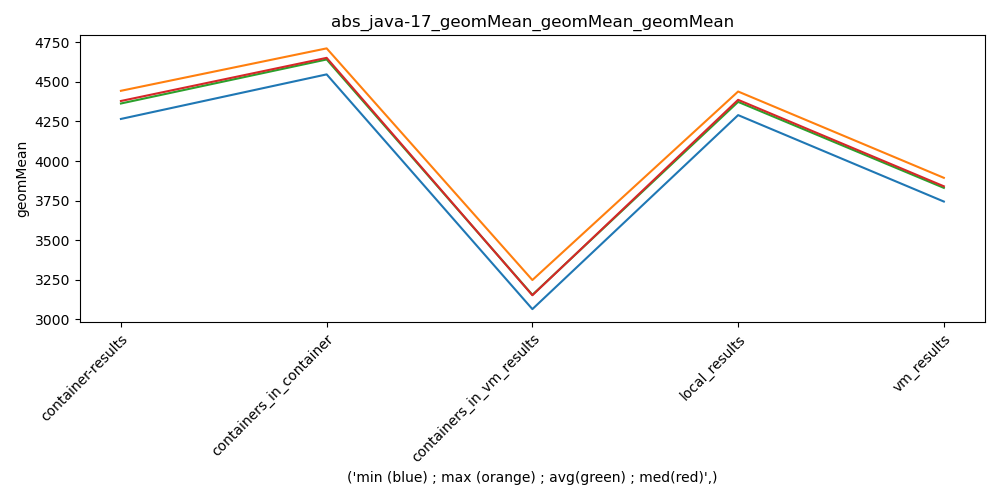 abs_java-17_geomMean_geomMean_geomMean
geomMean
4750
4500
4250
4000
3750
3500
3250
3000
container-results
containers_in_container
containers_in_vm_results
local_results
vm_results
('min (blue) ; max (orange) ; avg(green) ; med(red)',)